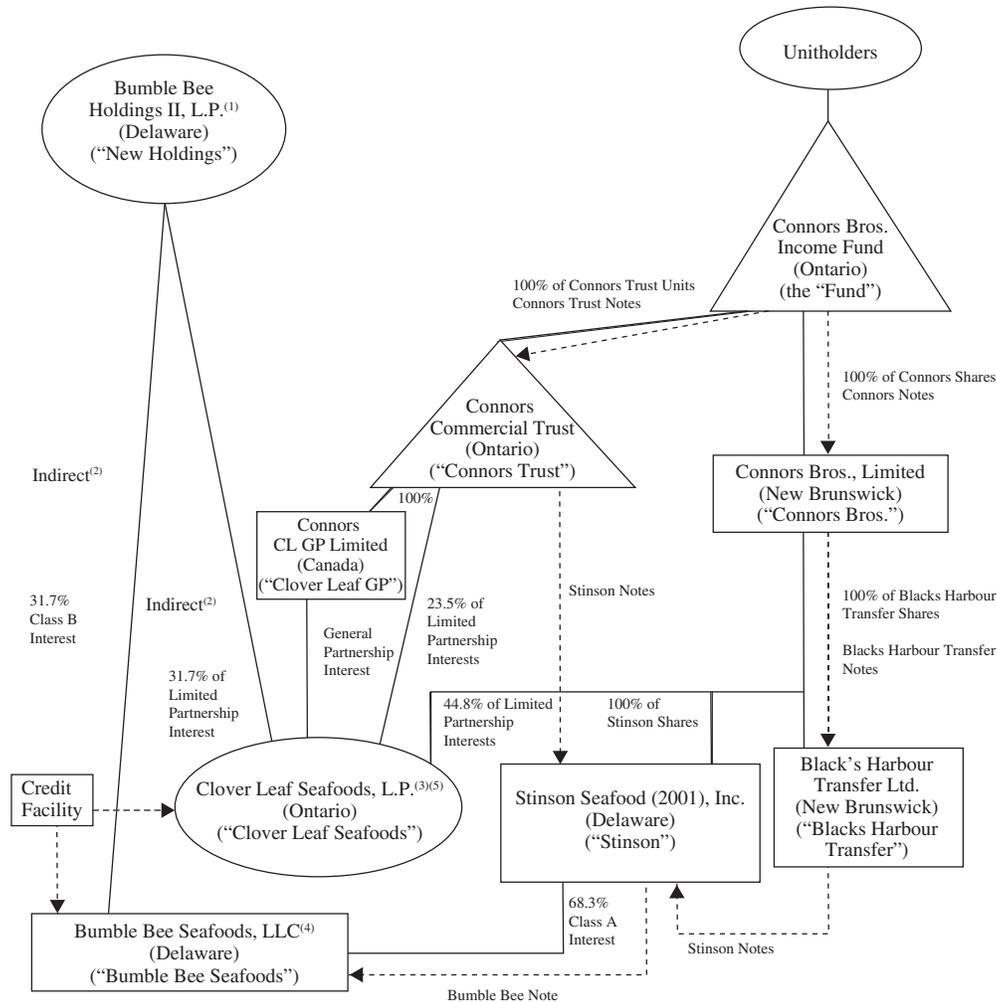 Unitholders
Bumble Bee
Holdings II, L.P.(1)
(Delaware)
(“New Holdings”)
Connors Bros.
Income Fund
(Ontario)
(the “Fund”)
100% of Connors Trust Units
Connors Trust Notes
100% of Connors Shares
Connors Notes
Connors
Commercial Trust
(Ontario)
(“Connors Trust”)
Indirect(2)
Connors Bros., Limited
(New Brunswick)
(“Connors Bros.”)
100%
Connors
CL GP Limited
(Canada)
(“Clover Leaf GP”)
Stinson Notes
31.7%
Class B
Interest
Indirect(2)
23.5% of
Limited
Partnership
Interests
General
Partnership
Interest
100% of Blacks Harbour
Transfer Shares
Blacks Harbour Transfer
Notes
31.7% of
Limited
Partnership
Interest
44.8% of Limited
Partnership
Interests
100% of
Stinson Shares
Credit
Facility
Clover Leaf Seafoods, L.P.(3)(5)
(Ontario)
(“Clover Leaf Seafoods”)
Stinson Seafood (2001), Inc.
(Delaware)
(“Stinson”)
Black’s Harbour
Transfer Ltd.
(New Brunswick)
(“Blacks Harbour
Transfer”)
68.3%
Class A
Interest
Bumble Bee Seafoods, LLC(4)
(Delaware)
(“Bumble Bee Seafoods”)
Stinson Notes
Bumble Bee Note